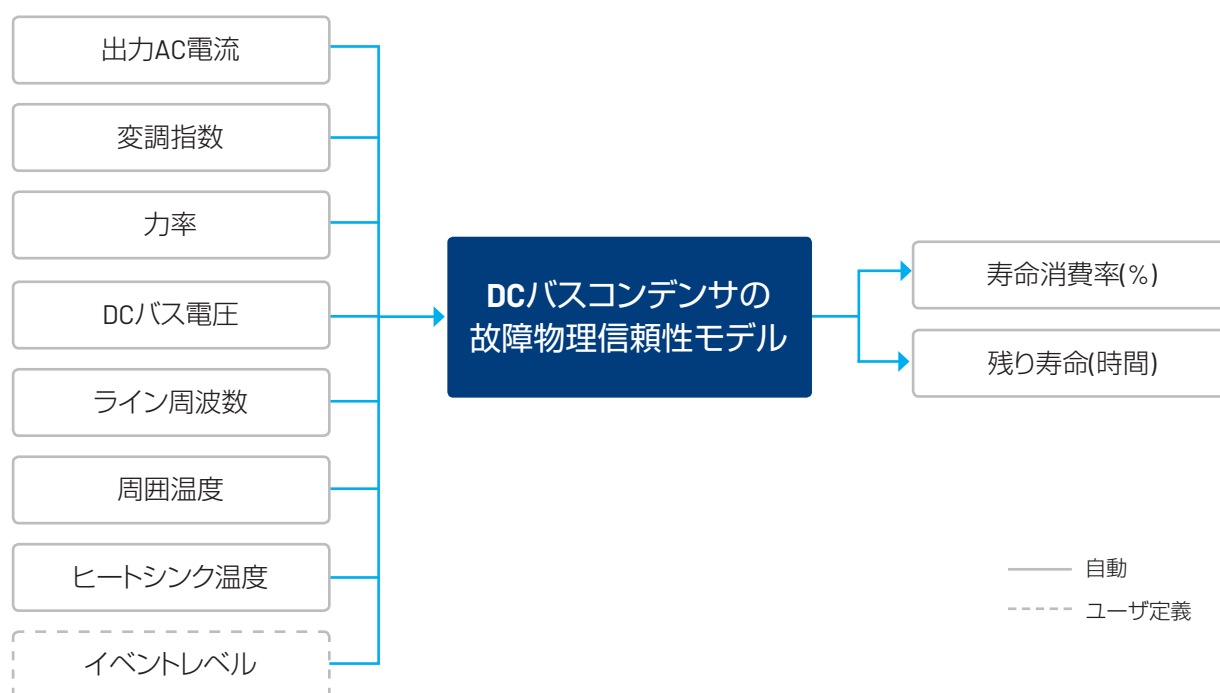 出力AC電流
変調指数
力率
DCバス電圧
ライン周波数
周囲温度
ヒートシンク温度
イベントレベル
DCバスコンデンサの
故障物理信頼性モデル
寿命消費率(%)
残り寿命(時間)
自動
ユーザ定義